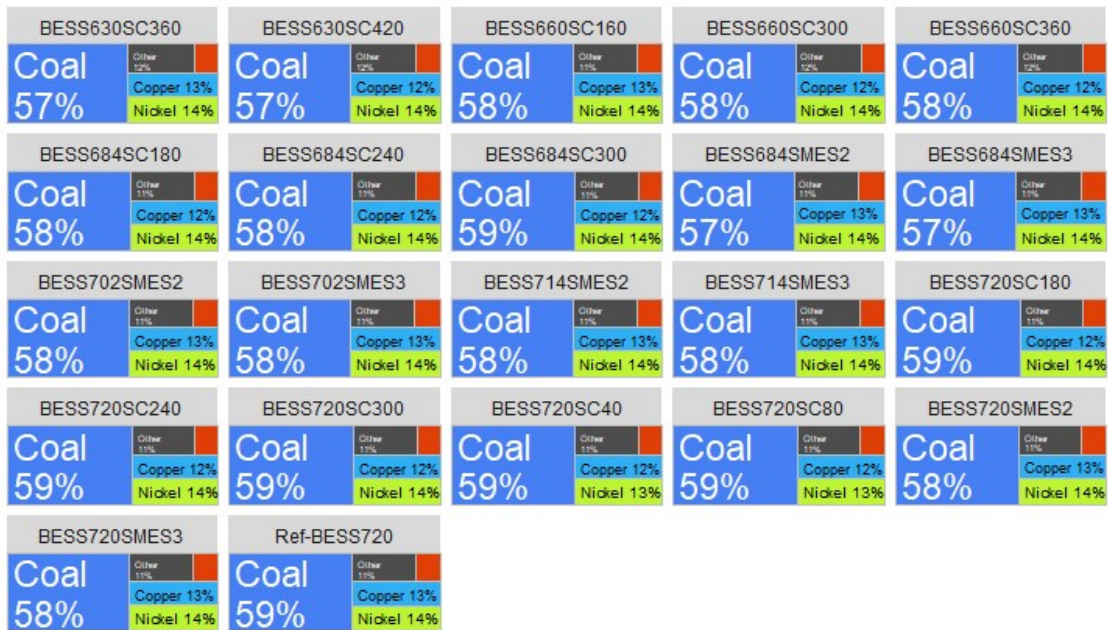 BESS630SC360 BESS630SC420 BESS660SC160 BESS660SC300 BESS660SC360
Coal Other Coal Other Coal Other Coal Other Coal Other
12% 12% 11% 12% 12%
Copper 13% Copper 12% Copper 13% Copper 12% Copper 12%
57% Nickel 14% 57% Nickel 14% 58% Nickel 14% 58% Nickel 14% 58% Nickel 14%
BESS684SC180 BESS684SC240 BESS684SC300 BESS684SMES2 BESS684SMES3
Coal Other Coal Other Coal Other Coal Other Coal Other
11% 11% 11% 11% 11%
Copper 12% Copper 12% Copper 12% Copper 13% Copper 13%
58% Nickel 14% 58% Nickel 14% 59% Nickel 14% 57% Nickel 14% 57% Nickel 14%
BESS702SMES2 BESS702SMES3 BESS714SMES2 BESS714SMES3 BESS720SC180
Coal Other Coal Other Coal Other Coal Other Coal Other
11% 11% 11% 11% 11%
Copper 13% Copper 13% Copper 13% Copper 13% Copper 12%
58% Nickel 14% 58% Nickel 14% 58% Nickel 14% 58% Nickel 14% 59% Nickel 14%
BESS720SC240 BESS720SC300 BESS720SC40 BESS720SC80 BESS720SMES2
Coal Other Coal Other Coal Other Coal Other Coal Other
11% 11% 11% 11% 11%
Copper 12% Copper 12% Copper 12% Copper 12% Copper 13%
59% Nickel 14% 59% Nickel 14% 59% Nickel 13% 59% Nickel 13% 58% Nickel 14%
BESS720SMES3 Ref-BESS720
Coal Other Coal Other
11% 11%
Copper 13% Copper 13%
58% Nickel 14% 59% Nickel 14%